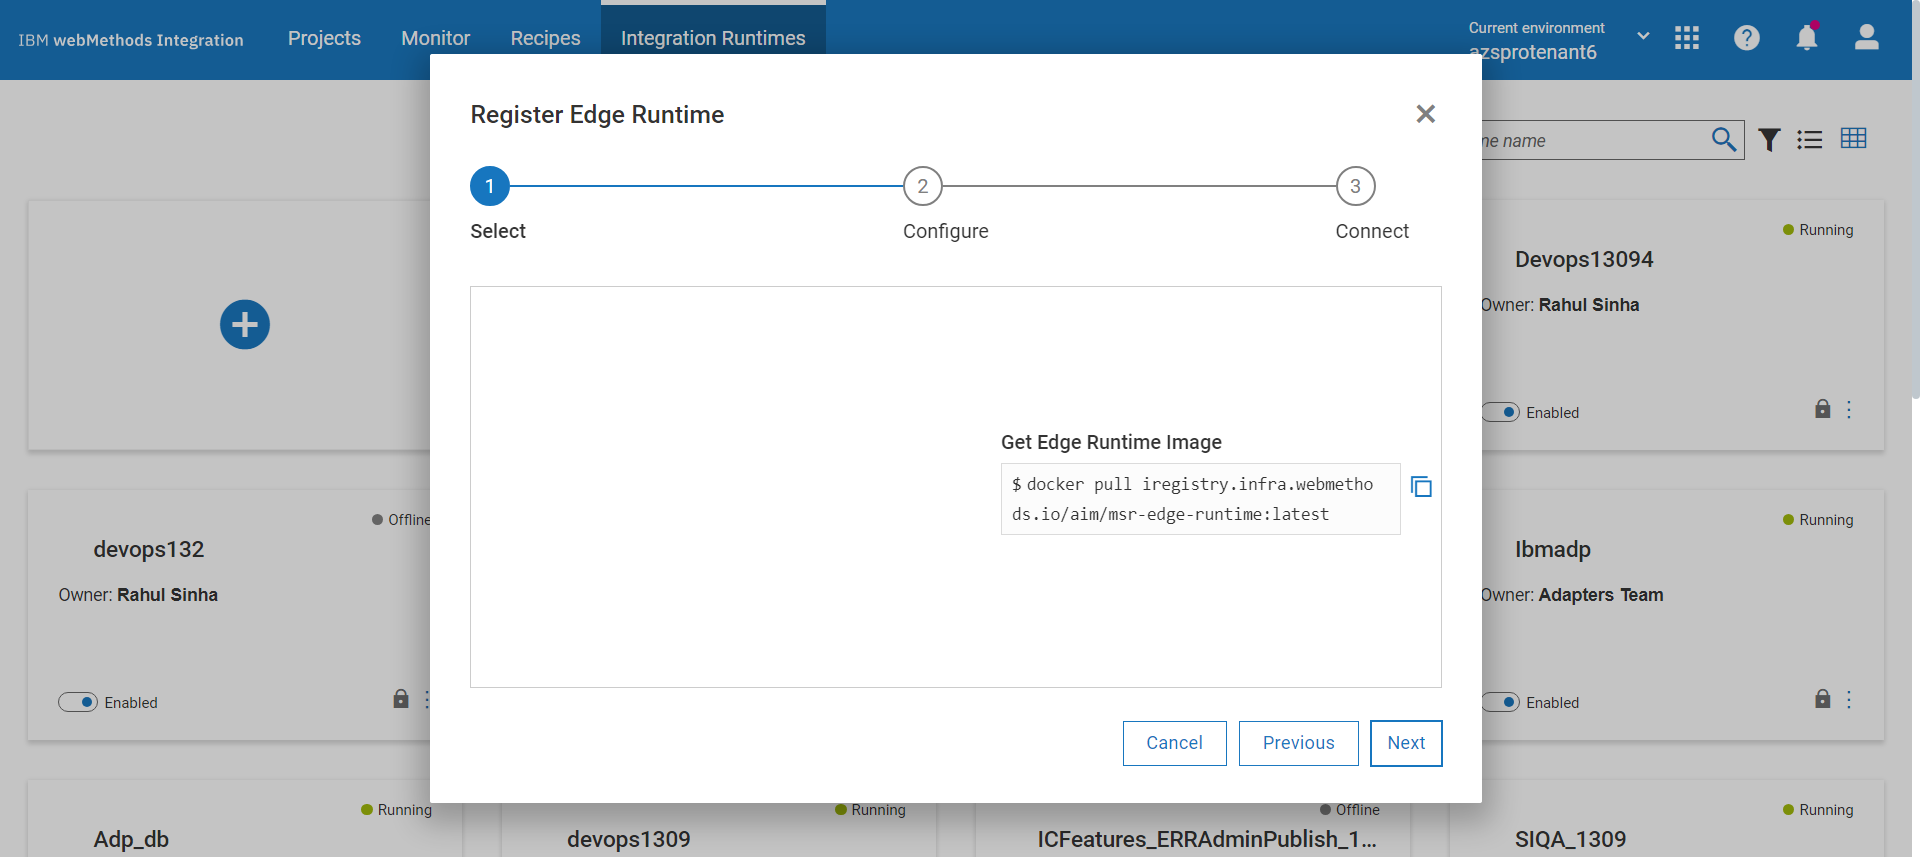 IBM webMethods Integration
Projects
Monitor
Recipes
Integration Runtimes
Current environment
azsprotenant6
Register Edge Runtime
1
2
3
Select
Configure
Connect
Get Edge Runtime Image
$ docker pull iregistry.infra.webmetho
ds.io/aim/msr-edge-runtime:latest
Cancel
Previous
Next
name
Running
Devops13094
Owner: Rahul Sinha
Enabled
Offline
devops132
Owner: Rahul Sinha
Enabled
Running
Ibmadp
Owner: Adapters Team
Enabled
Running
Adp_db
Running
devops1309
Offline
ICFeatures_ERRAdminPublish_1...
Running
SIQA_1309